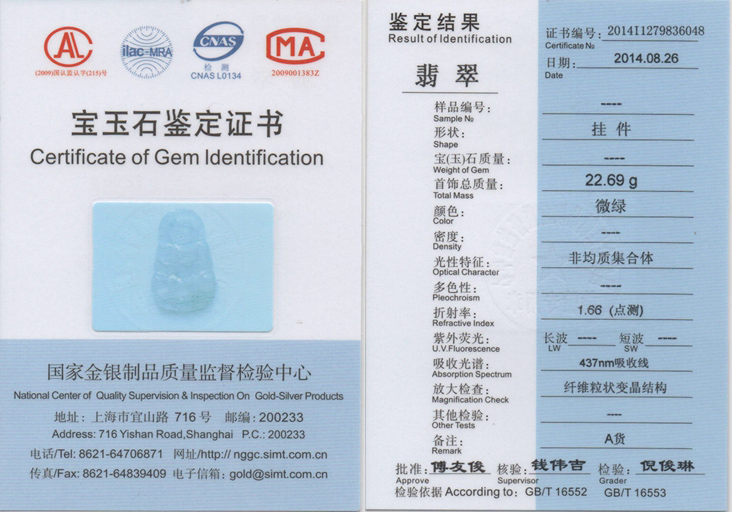 CAL
(2009)国认监认字(215)号
ilac-MRA
CNAS
检 测
CNAS L0134
CMA
2009001383Z
宝玉石鉴定证书
Certificate of Gem Identification
国家金银制品质量监督检验中心
National Center of Quality Supervision & Inspection On Gold-Silver Products
地址: 上海市宜山路 716 号 邮编: 200233
Address: 716 Yishan Road,Shanghai P.C.: 200233
电话/Tel: 8621-64706871 网址/http:// nggc.simt.com.cn
传真/Fax: 8621-64839409 电子信箱: gold@simt.com.cn
鉴定结果
Result of Identification
证书编号: 2014I1279836048
Certificate №
日期: 2014.08.26
Date
翡 翠
样品编号: ----
Sample №
形状: 挂 件
Shape
宝(玉)石质量: ----
Weight of Gem
首饰总质量: 22.69 g
Total Mass
颜色: 微绿
Color
密度: ----
Density
光性特征: 非均质集合体
Optical Character
多色性: ----
Pleochroism
折射率: 1.66 (点测)
Refractive Index
紫外荧光: 长波 ---- 短波 ----
U.V.Fluorescence LW SW
吸收光谱: 437nm吸收线
Absorption Spectrum
放大检查: 纤维粒状变晶结构
Magnification Check
其他检验: ----
Other Tests
备注: A货
Remark
批准: 傅友俊 核验: 钱伟吉 检验: 倪俊琳
Approve Supervisor Grader
检验依据 According to: GB/T 16552 GB/T 16553